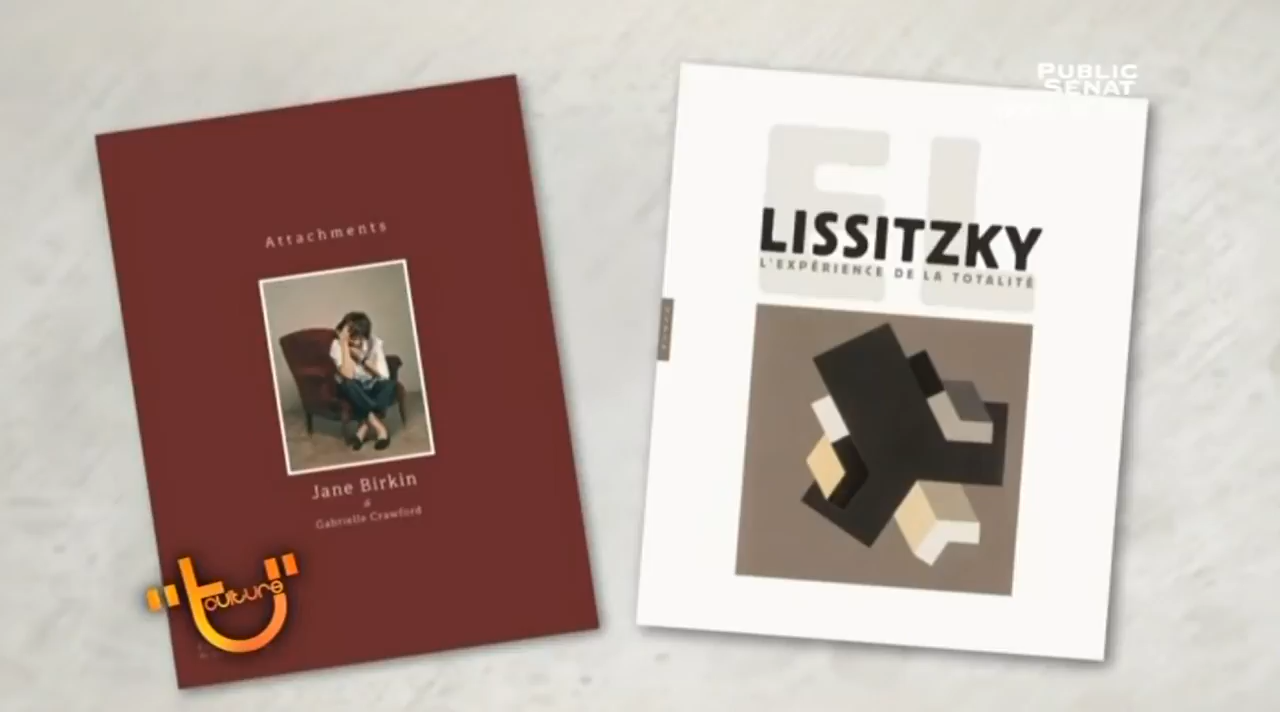 PUBLIC
SENAT
Attachments
Jane Birkin
&
Gabrielle Crawford
EL
LISSITZKY
L'EXPÉRIENCE DE LA TOTALITÉ
"t culture"